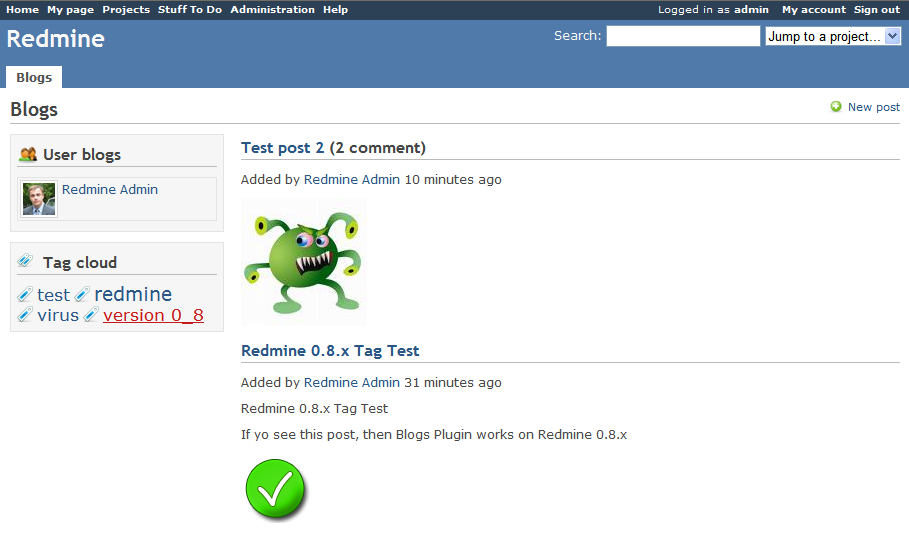 Home My page Projects Stuff To Do Administration Help Logged in as admin My account Sign out
Redmine Search: Jump to a project...
Blogs
Blogs New post
User blogs
Redmine Admin
Tag cloud
test redmine
virus version 0_8
Test post 2 (2 comment)
Added by Redmine Admin 10 minutes ago
Redmine 0.8.x Tag Test
Added by Redmine Admin 31 minutes ago
Redmine 0.8.x Tag Test
If yo see this post, then Blogs Plugin works on Redmine 0.8.x